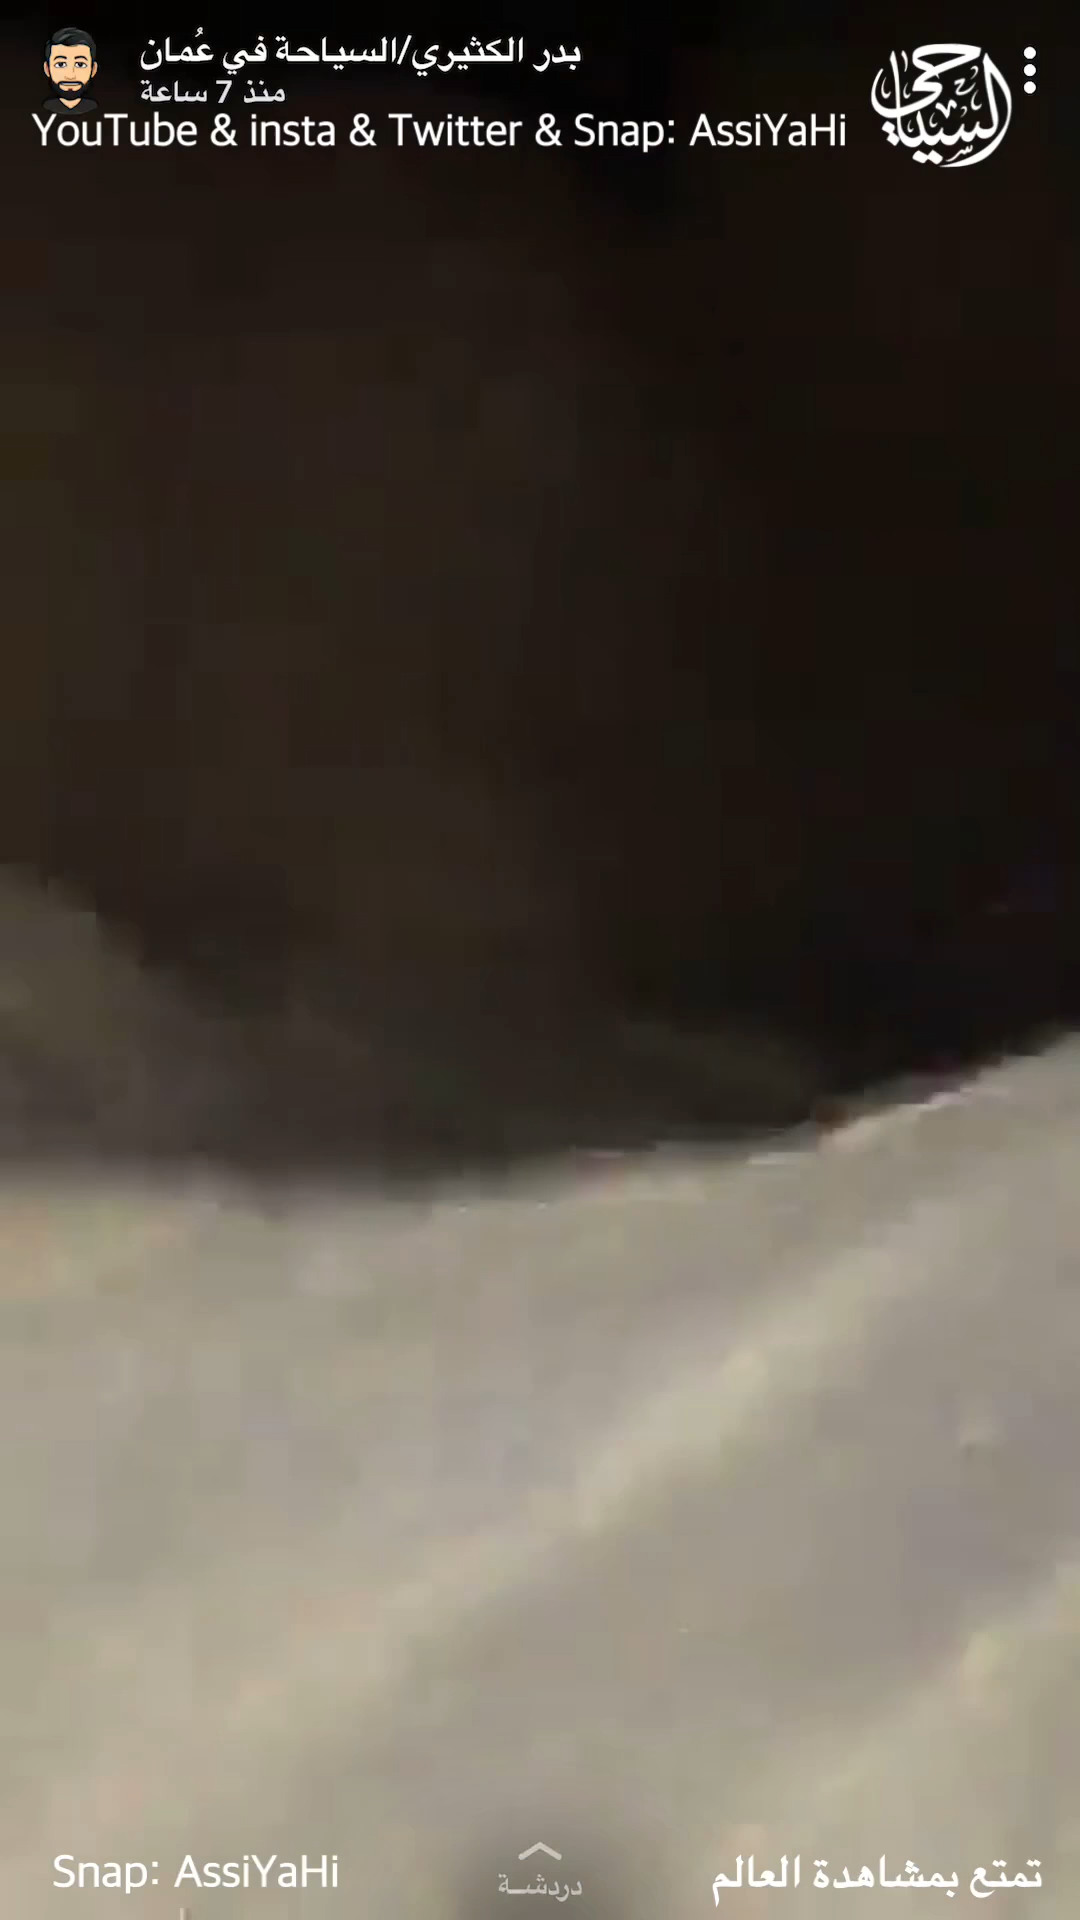 بدر الكثيري/السياحة في عُمان
منذ 7 ساعة
YouTube & insta & Twitter & Snap: AssiYaHi
السياحي
دردشة
Snap: AssiYaHi
تمتع بمشاهدة العالم